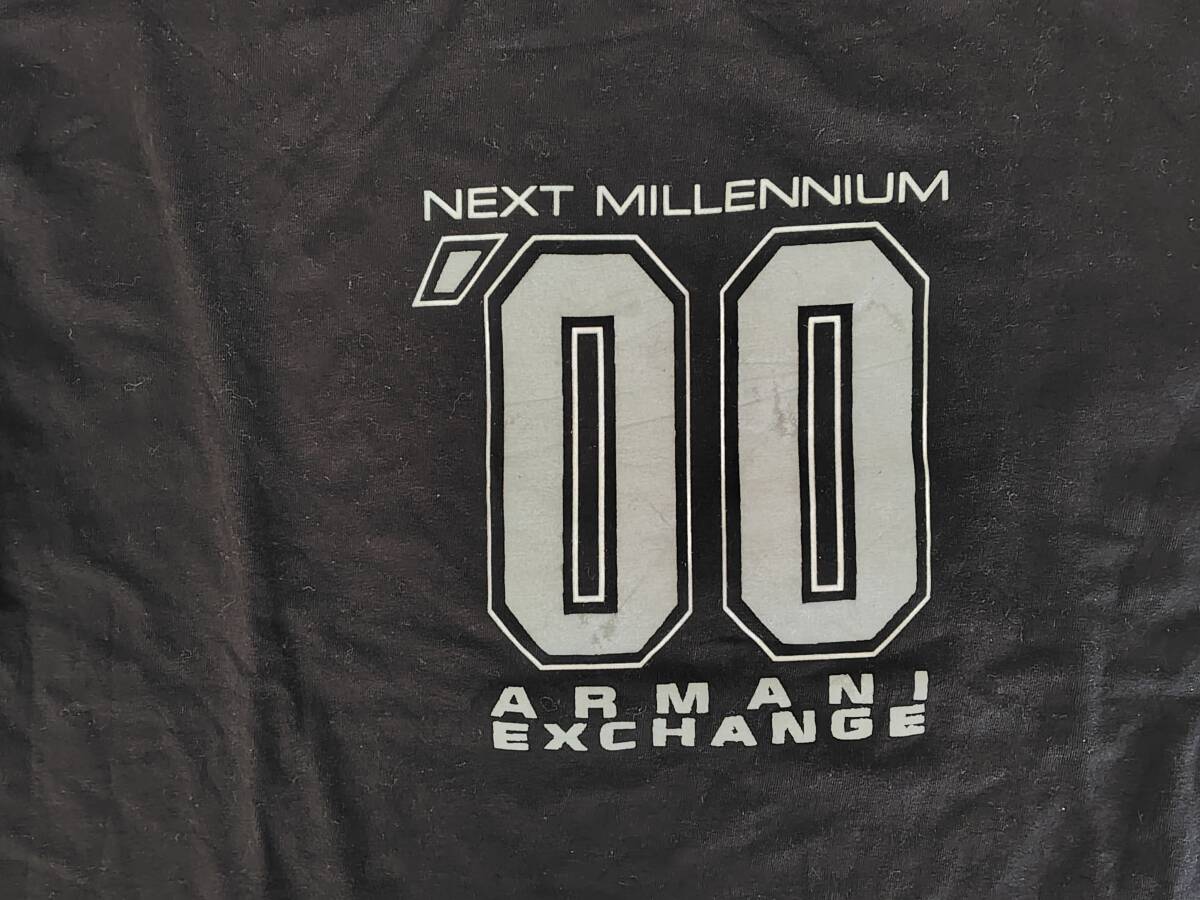 NEXT MILLENNIUM
'00
ARMANI
EXCHANGE